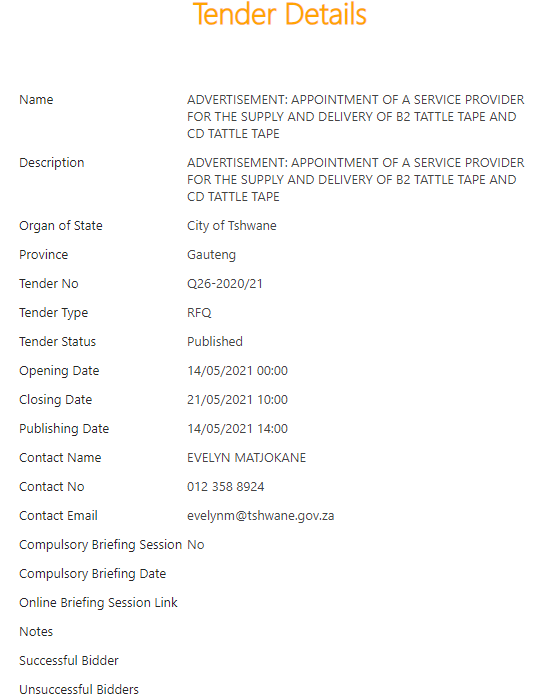 Tender Details
Name ADVERTISEMENT: APPOINTMENT OF A SERVICE PROVIDER
FOR THE SUPPLY AND DELIVERY OF B2 TATTLE TAPE AND
CD TATTLE TAPE
Description ADVERTISEMENT: APPOINTMENT OF A SERVICE PROVIDER
FOR THE SUPPLY AND DELIVERY OF B2 TATTLE TAPE AND
CD TATTLE TAPE
Organ of State City of Tshwane
Province Gauteng
Tender No Q26-2020/21
Tender Type RFQ
Tender Status Published
Opening Date 14/05/2021 00:00
Closing Date 21/05/2021 10:00
Publishing Date 14/05/2021 14:00
Contact Name EVELYN MATJOKANE
Contact No 012 358 8924
Contact Email evelynm@tshwane.gov.za
Compulsory Briefing Session No
Compulsory Briefing Date
Online Briefing Session Link
Notes
Successful Bidder
Unsuccessful Bidders